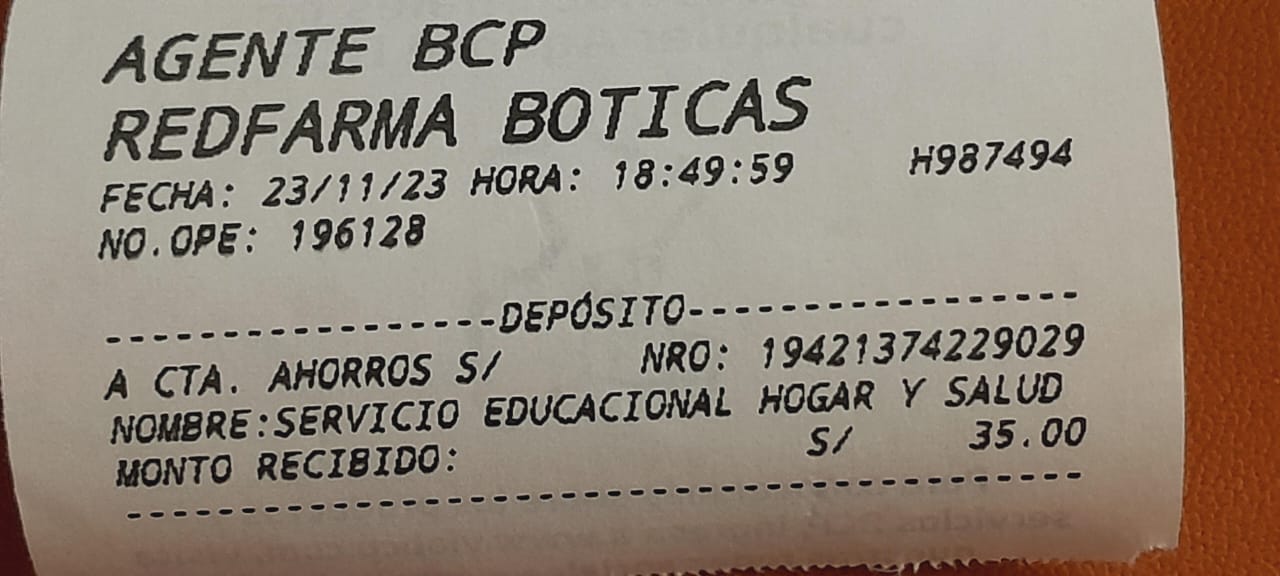 AGENTE BCP
REDFARMA BOTICAS
FECHA: 23/11/23 HORA: 18:49:59 H987494
NO.OPE: 196128
-----------------DEPÓSITO-----------------
A CTA. AHORROS S/ NRO: 19421374229029
NOMBRE:SERVICIO EDUCACIONAL HOGAR Y SALUD
MONTO RECIBIDO: S/ 35.00
------------------------------------------